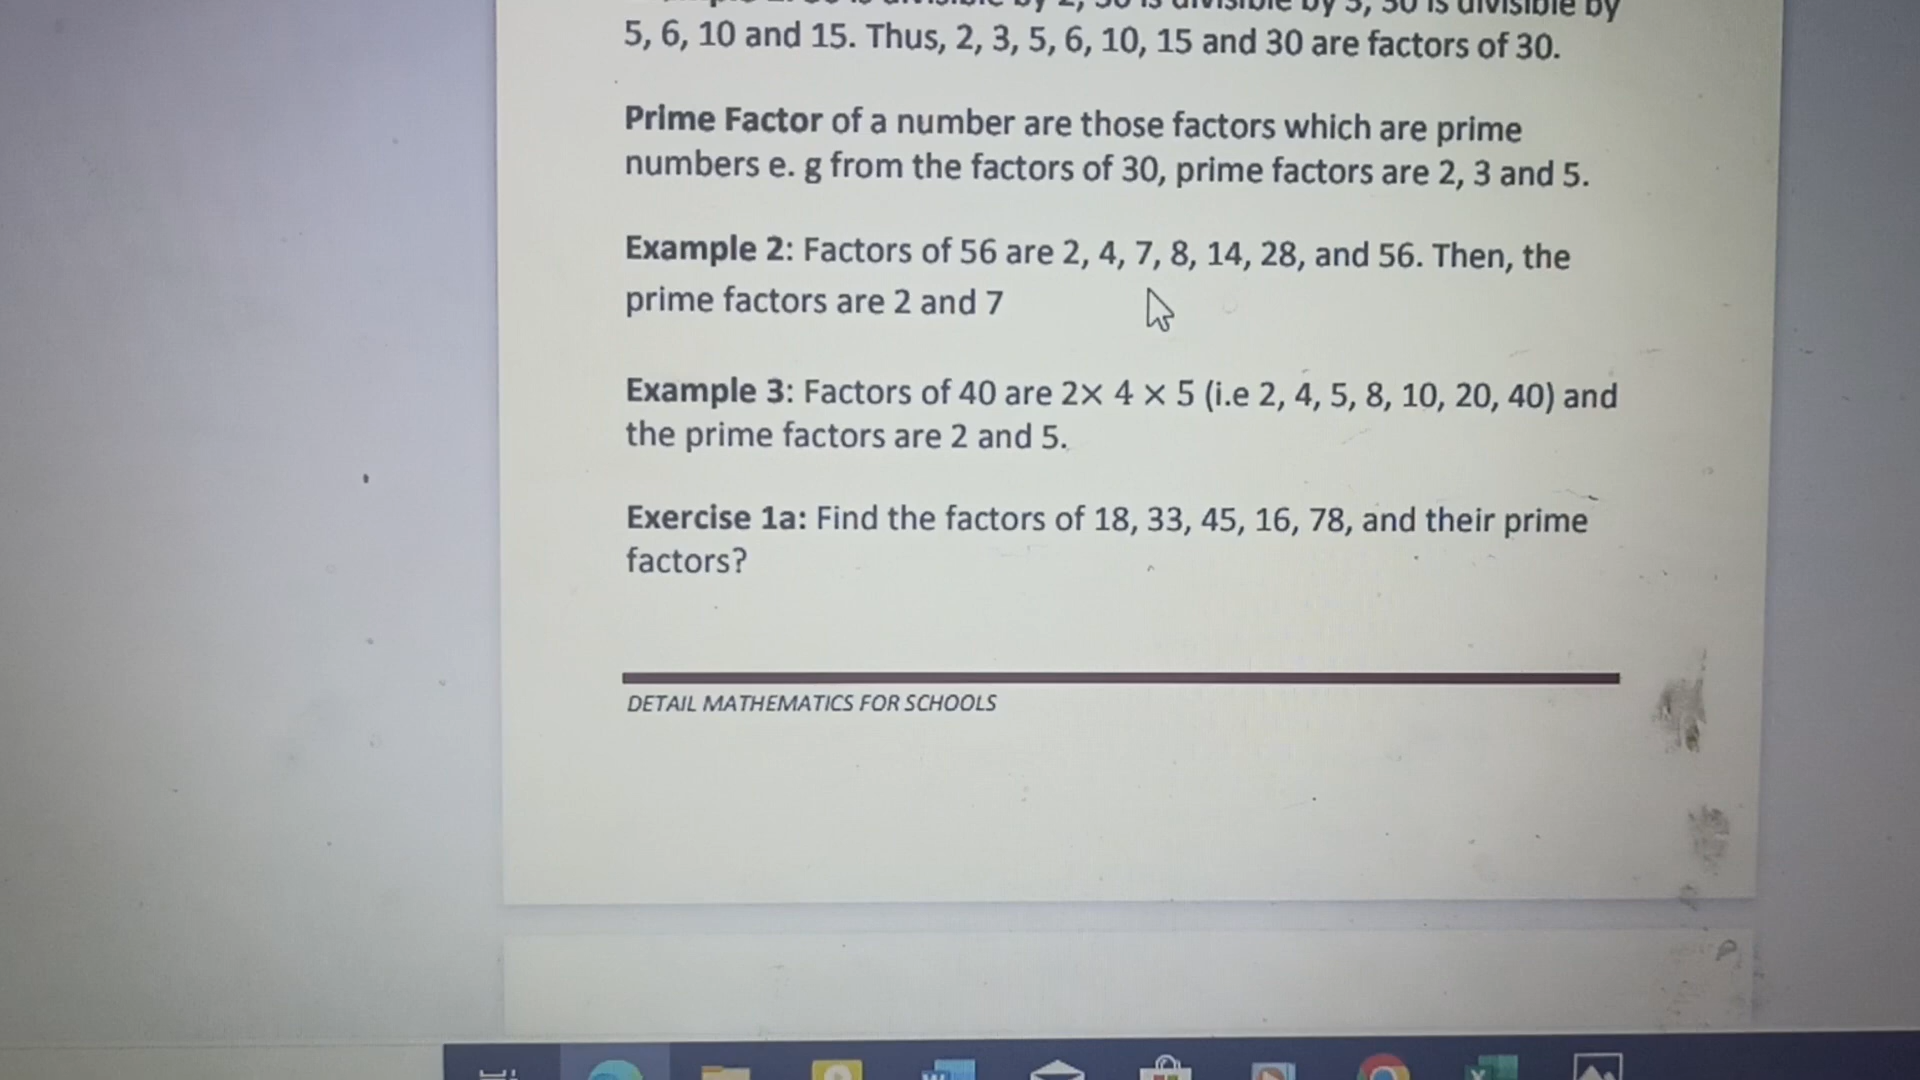 5, 6, 10 and 15. Thus, 2, 3, 5, 6, 10, 15 and 30 are factors of 30.
Prime Factor of a number are those factors which are prime
numbers e. g from the factors of 30, prime factors are 2, 3 and 5.
Example 2: Factors of 56 are 2, 4, 7, 8, 14, 28, and 56. Then, the
prime factors are 2 and 7
Example 3: Factors of 40 are 2× 4 × 5 (i.e 2, 4, 5, 8, 10, 20, 40) and
the prime factors are 2 and 5.
Exercise 1a: Find the factors of 18, 33, 45, 16, 78, and their prime
factors?
DETAIL MATHEMATICS FOR SCHOOLS